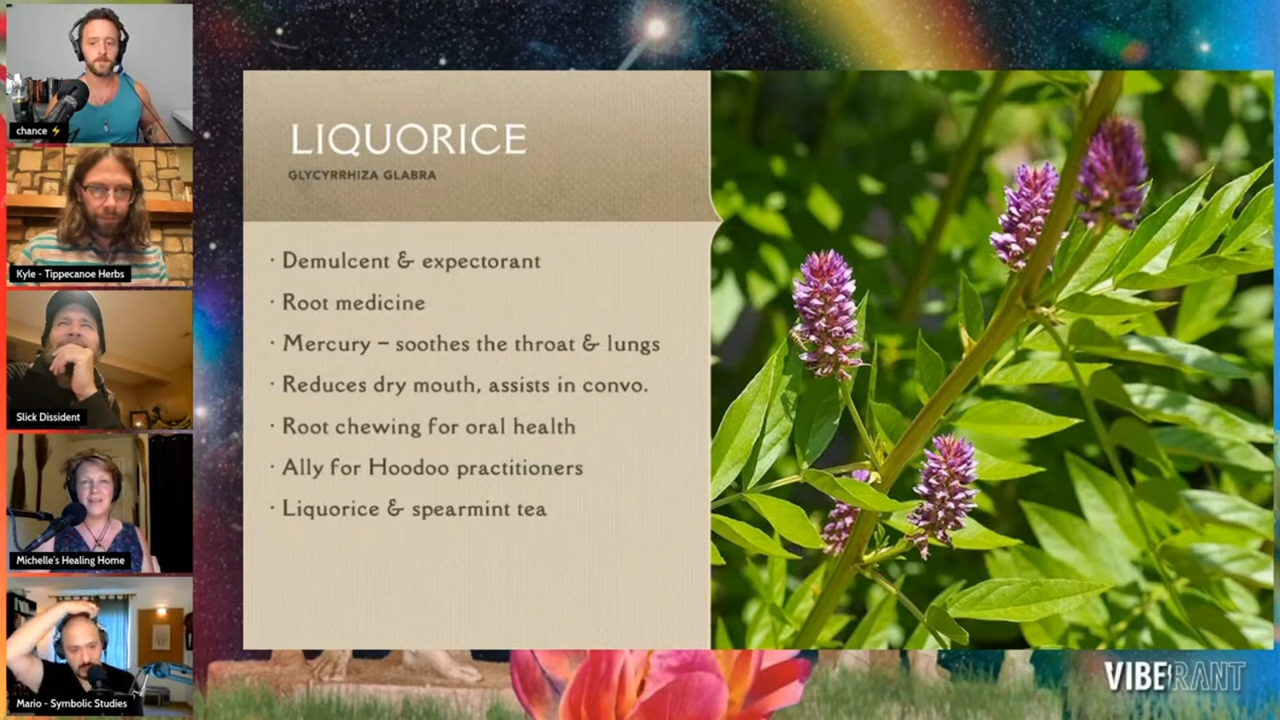 chance ⚡
Kyle - Tippecanoe Herbs
Slick Dissident
Michelle's Healing Home
Mario - Symbolic Studies
LIQUORICE
GLYCYRRHIZA GLABRA
· Demulcent & expectorant
· Root medicine
· Mercury – soothes the throat & lungs
· Reduces dry mouth, assists in convo.
· Root chewing for oral health
· Ally for Hoodoo practitioners
· Liquorice & spearmint tea
VIBERANT